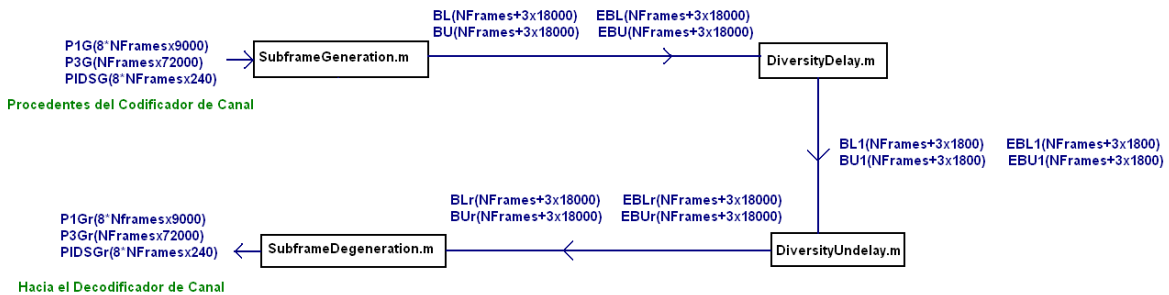 BL(NFrames+3x18000) EBL(NFrames+3x18000)
BU(NFrames+3x18000) EBU(NFrames+3x18000)
P1G(8*NFramesx9000)
P3G(NFramesx72000)
PIDSG(8*NFramesx240)
SubframeGeneration.m
DiversityDelay.m
Procedentes del Codificador de Canal
BL1(NFrames+3x1800) EBL1(NFrames+3x1800)
BU1(NFrames+3x1800) EBU1(NFrames+3x1800)
BLr(NFrames+3x18000) EBLr(NFrames+3x18000)
BUr(NFrames+3x18000) EBUr(NFrames+3x18000)
P1Gr(8*Nframesx9000)
P3Gr(NFramesx72000)
PIDSGr(8*NFramesx240)
SubframeDegeneration.m
DiversityUndelay.m
Hacia el Decodificador de Canal